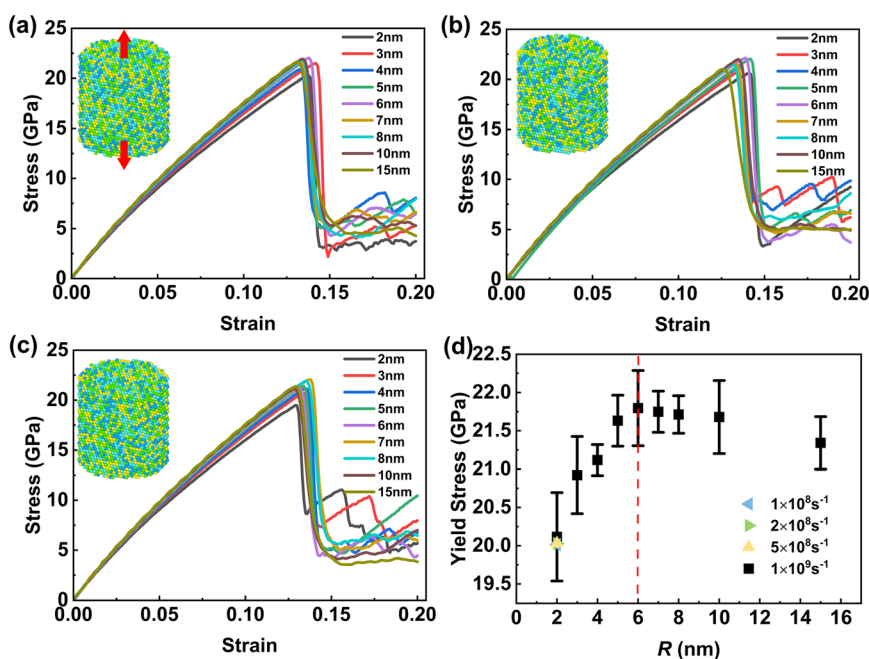 (a)
25
20
15
10
5
0
0.00 0.05 0.10 0.15 0.20
Stress (GPa)
Strain
2nm
3nm
4nm
5nm
6nm
7nm
8nm
10nm
15nm
(b)
25
20
15
10
5
0
0.00 0.05 0.10 0.15 0.20
Stress (GPa)
Strain
2nm
3nm
4nm
5nm
6nm
7nm
8nm
10nm
15nm
(c)
25
20
15
10
5
0
0.00 0.05 0.10 0.15 0.20
Stress (GPa)
Strain
2nm
3nm
4nm
5nm
6nm
7nm
8nm
10nm
15nm
(d)
22.5
22.0
21.5
21.0
20.5
20.0
19.5
0 2 4 6 8 10 12 14 16
Yield Stress (GPa)
R (nm)
1×10⁸s⁻¹
2×10⁸s⁻¹
5×10⁸s⁻¹
1×10⁹s⁻¹